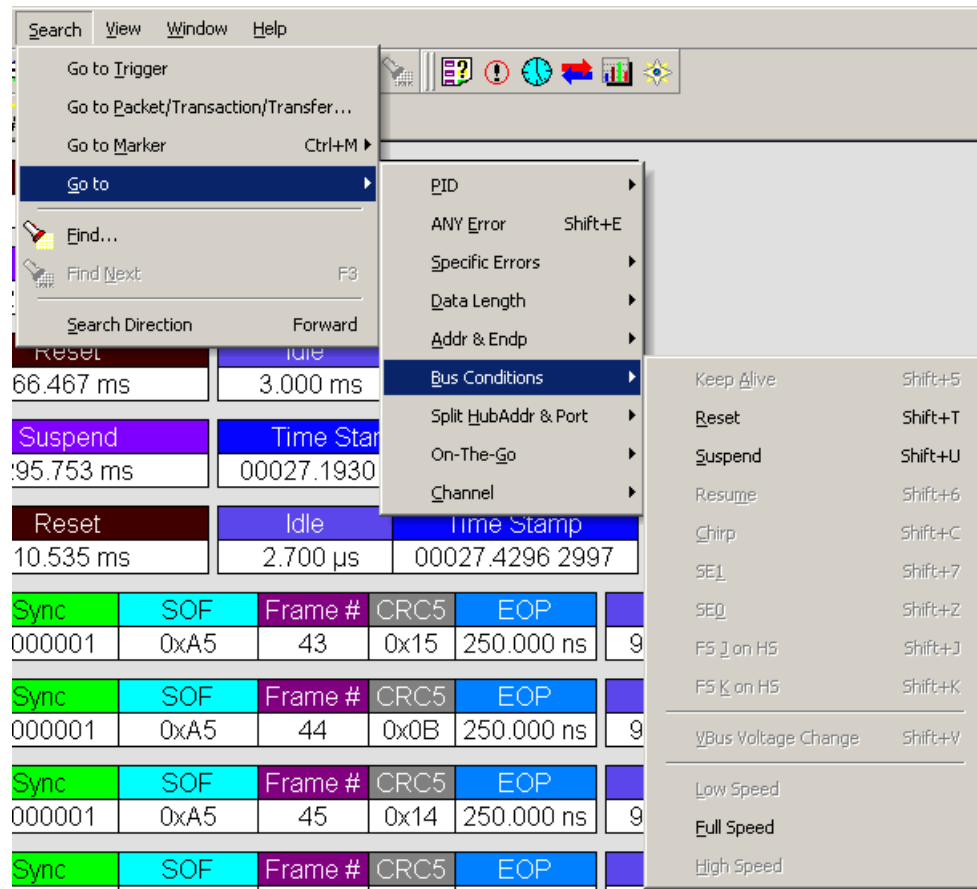 Search View Window Help
Go to Trigger
Go to Packet/Transaction/Transfer...
Go to Marker Ctrl+M
Go to
Find...
Find Next F3
Search Direction Forward
PID
ANY Error Shift+E
Specific Errors
Data Length
Addr & Endp
Bus Conditions
Split HubAddr & Port
On-The-Go
Channel
Keep Alive Shift+5
Reset Shift+T
Suspend Shift+U
Resume Shift+6
Chirp Shift+C
SE1 Shift+7
SE0 Shift+Z
FS J on HS Shift+J
FS K on HS Shift+K
VBus Voltage Change Shift+V
Low Speed
Full Speed
High Speed
Reset Idle
66.467 ms 3.000 ms
Suspend Time Star
295.753 ms 00027.1930
Reset Idle Time Stamp
10.535 ms 2.700 µs 00027.4296 2997
Sync SOF Frame # CRC5 EOP
000001 0xA5 43 0x15 250.000 ns 9
Sync SOF Frame # CRC5 EOP
000001 0xA5 44 0x0B 250.000 ns 9
Sync SOF Frame # CRC5 EOP
000001 0xA5 45 0x14 250.000 ns 9
Sync SOF Frame # CRC5 EOP